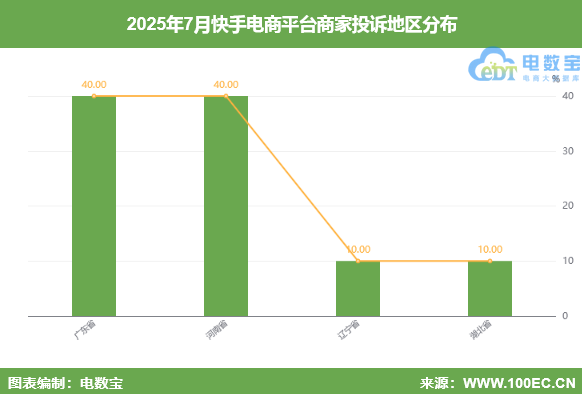 2025年7月快手电商平台商家投诉地区分布
电数宝
电商大数据库
%
40.00
40.00
10.00
10.00
40
30
20
10
0
广东省
河南省
辽宁省
湖北省
图表编制：电数宝
来源：WWW.100EC.CN